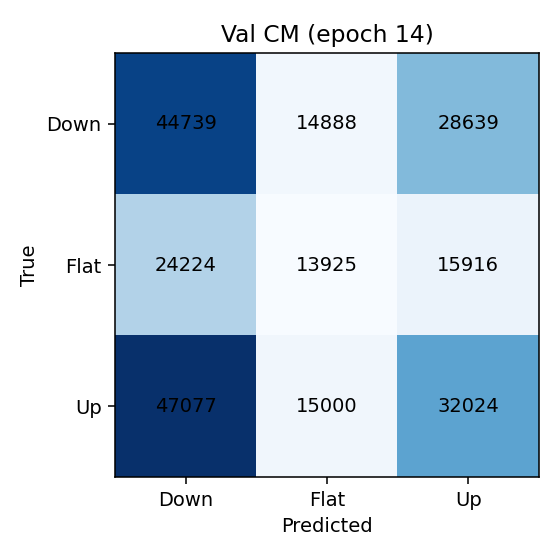 Val CM (epoch 14)
Down 44739 14888 28639
Flat 24224 13925 15916
Up 47077 15000 32024
Down Flat Up
Predicted
True